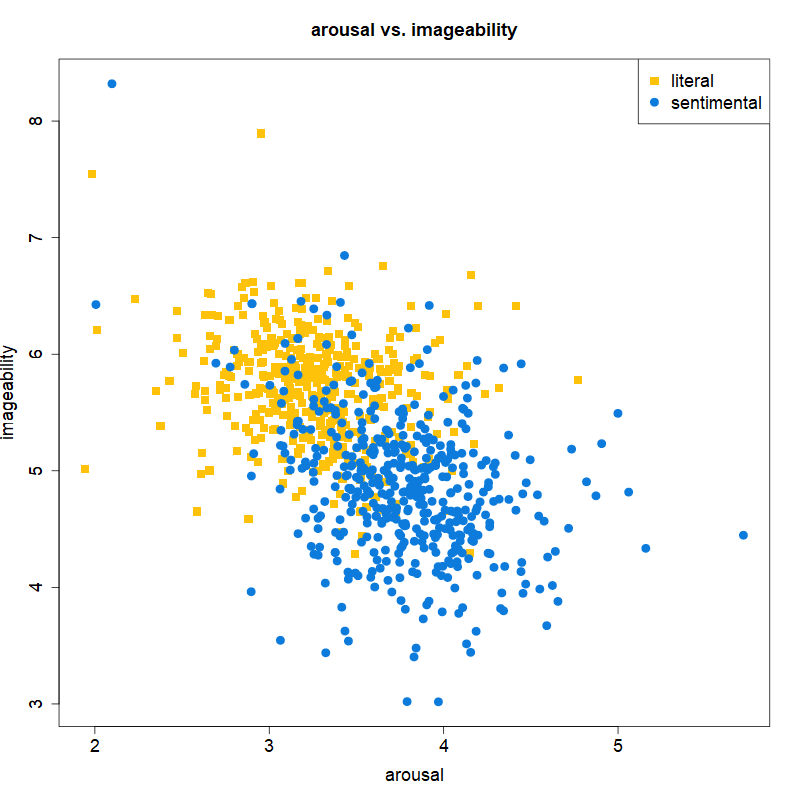 arousal vs. imageability
literal
sentimental
8
7
6
5
4
3
imageability
2 3 4 5
arousal